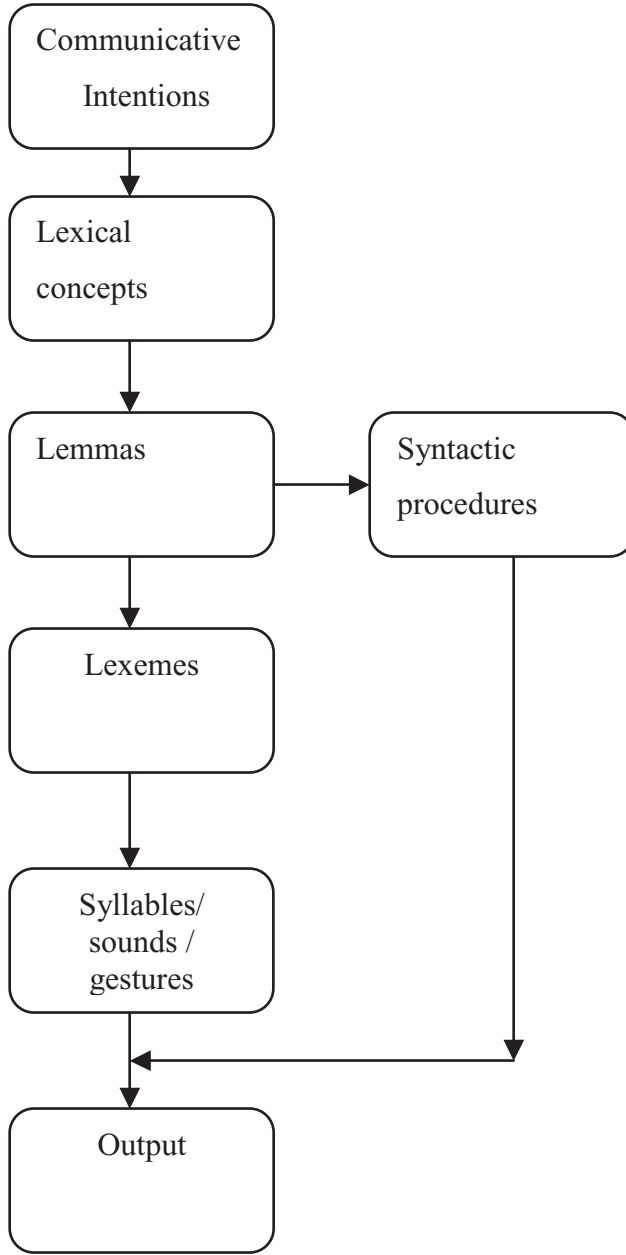 Communicative
Intentions
Lexical
concepts
Lemmas
Syntactic
procedures
Lexemes
Syllables/
sounds /
gestures
Output